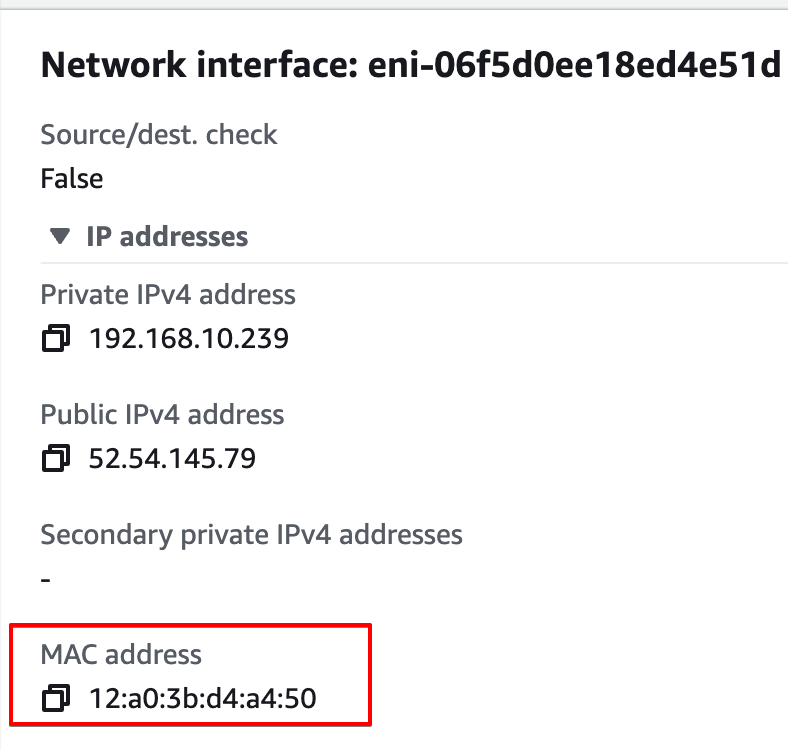 Network interface: eni-06f5d0ee18ed4e51d
Source/dest. check
False
▼ IP addresses
Private IPv4 address
192.168.10.239
Public IPv4 address
52.54.145.79
Secondary private IPv4 addresses
-
MAC address
12:a0:3b:d4:a4:50